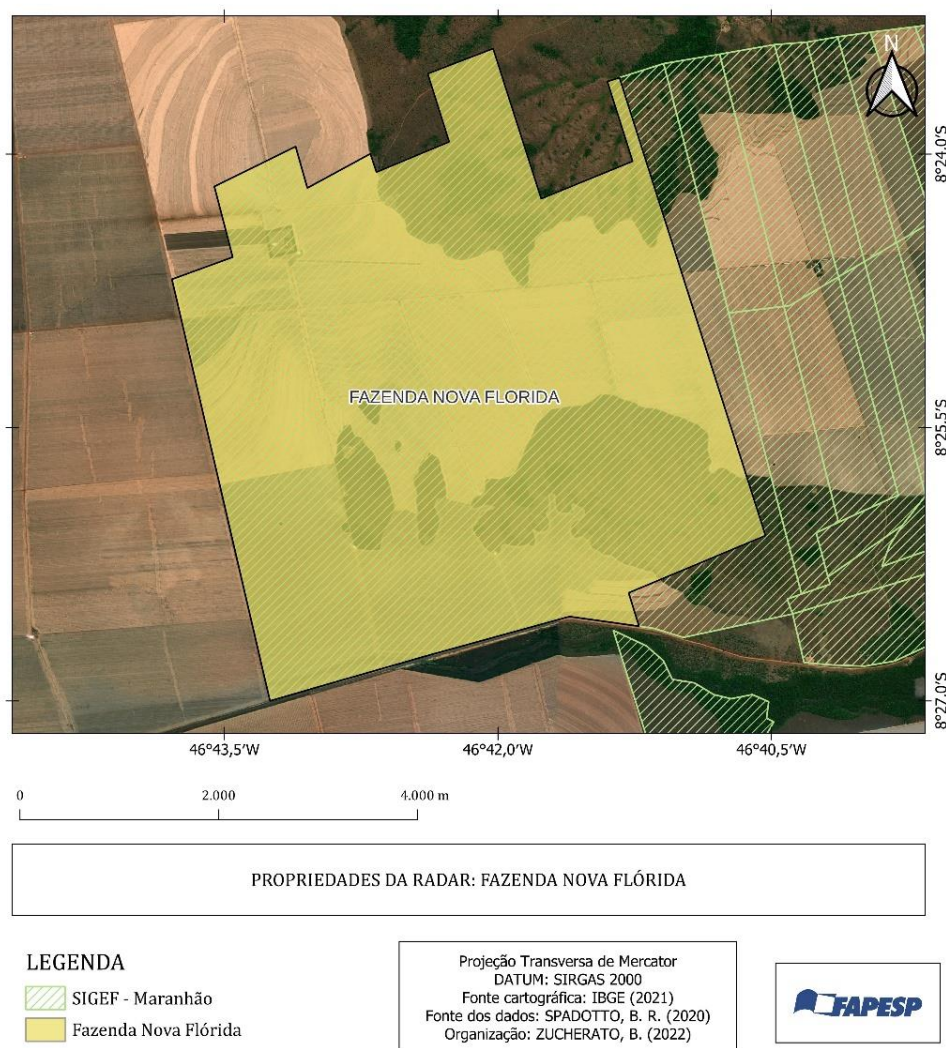 N
8°24.0'S
FAZENDA NOVA FLORIDA
8°25.5'S
8°27.0'S
46°43,5'W
46°42,0'W
46°40,5'W
0
2.000
4.000 m
PROPRIEDADES DA RADAR: FAZENDA NOVA FLÓRIDA
LEGENDA
SIGEF - Maranhão
Fazenda Nova Flórida
Projeção Transversa de Mercator
DATUM: SIRGAS 2000
Fonte cartográfica: IBGE (2021)
Fonte dos dados: SPADOTTO, B. R. (2020)
Organização: ZUCHERATO, B. (2022)
FAPESP